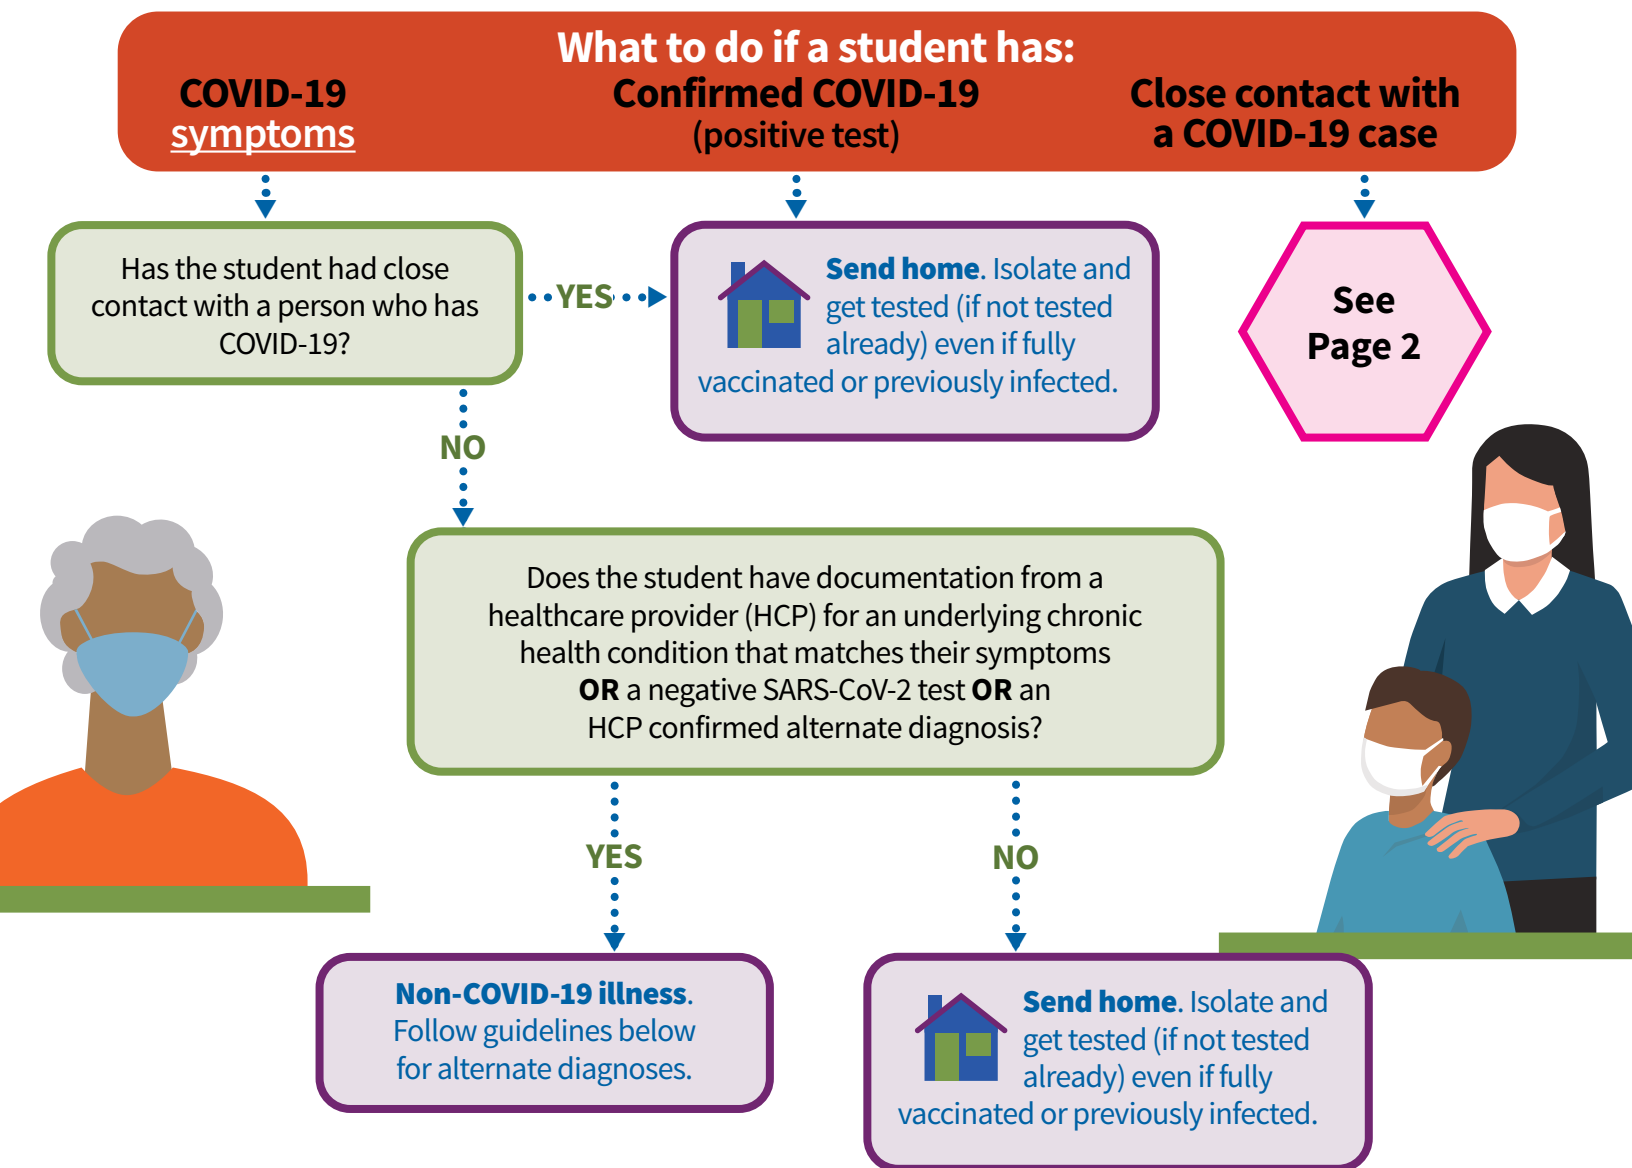 What to do if a student has:
COVID-19
symptoms
Confirmed COVID-19
(positive test)
Close contact with
a COVID-19 case
Has the student had close
contact with a person who has
COVID-19?
YES
Send home. Isolate and
get tested (if not tested
already) even if fully
vaccinated or previously infected.
See
Page 2
NO
Does the student have documentation from a
healthcare provider (HCP) for an underlying chronic
health condition that matches their symptoms
OR a negative SARS-CoV-2 test OR an
HCP confirmed alternate diagnosis?
YES
NO
Non-COVID-19 illness.
Follow guidelines below
for alternate diagnoses.
Send home. Isolate and
get tested (if not tested
already) even if fully
vaccinated or previously infected.